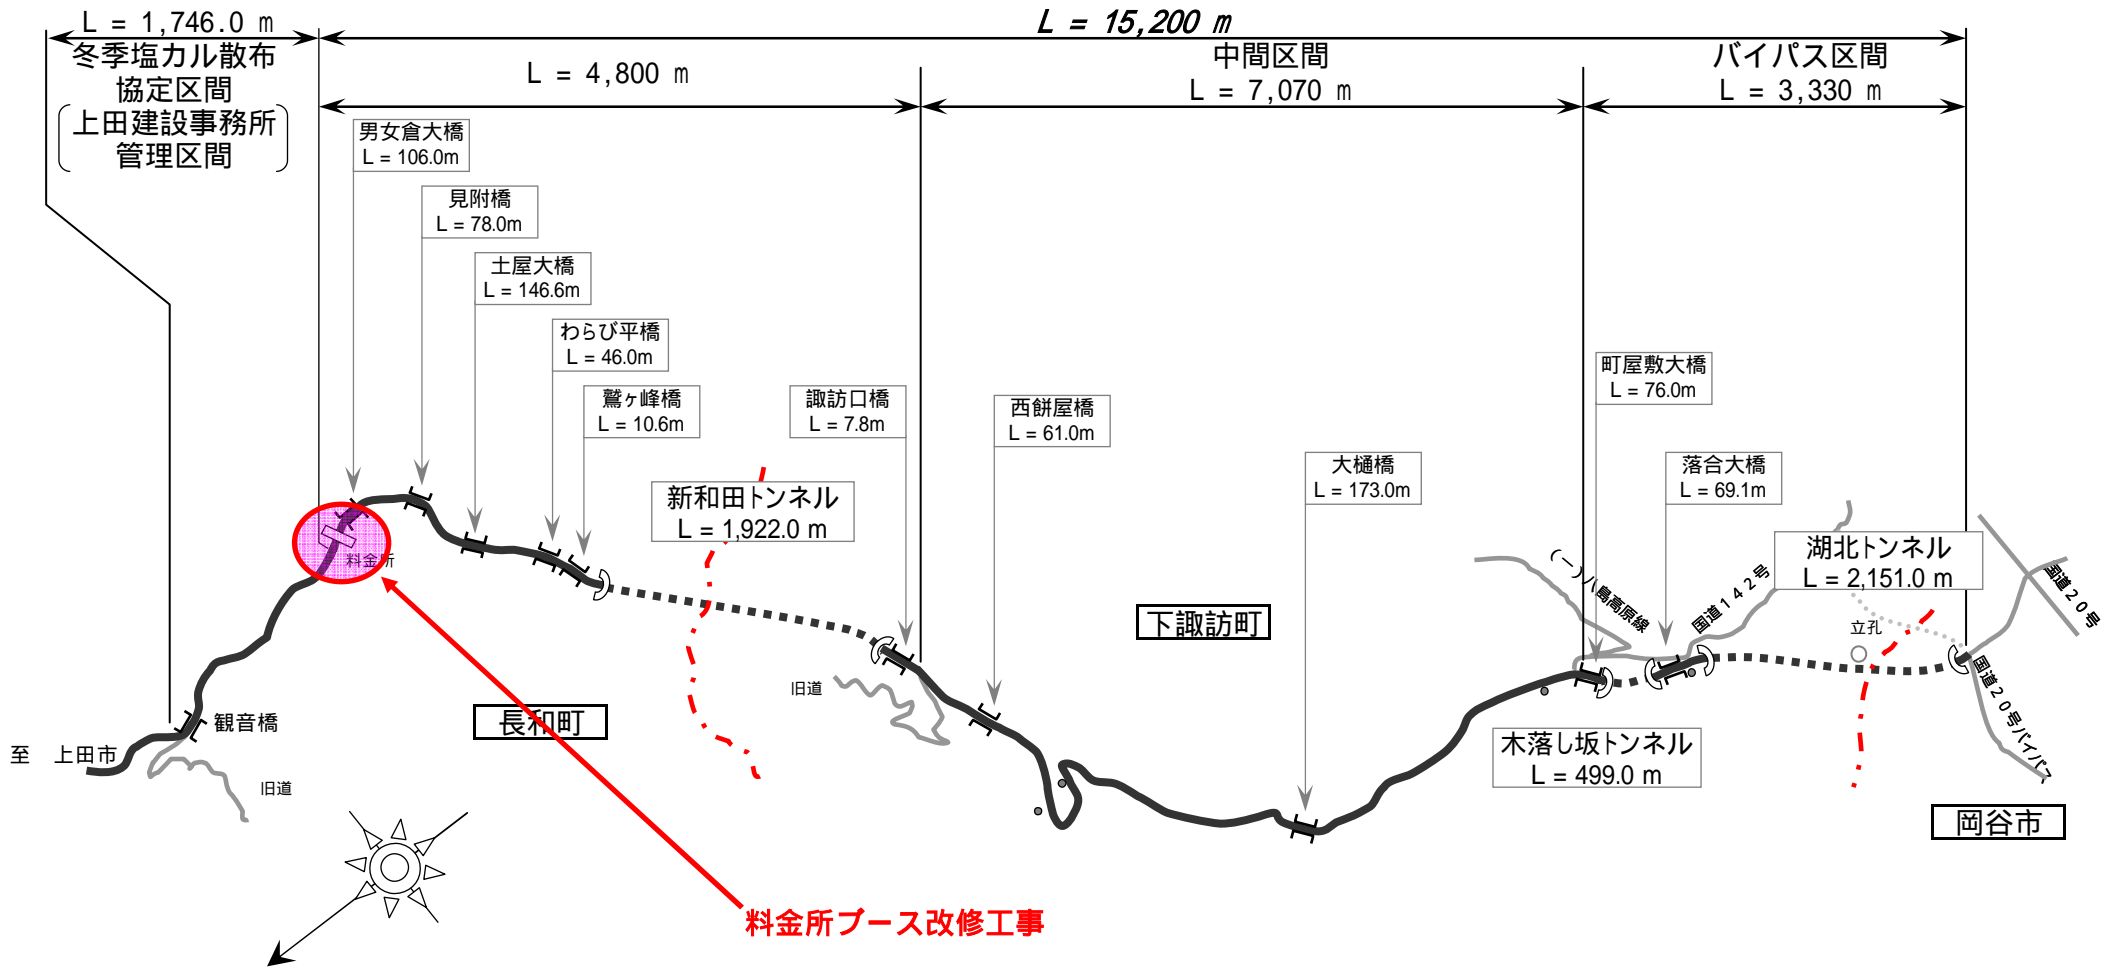 L = 1,746.0 m
冬季塩カル散布
協定区間
上田建設事務所
管理区間
L = 15,200 m
L = 4,800 m
中間区間
L = 7,070 m
バイパス区間
L = 3,330 m
男女倉大橋
L = 106.0m
見附橋
L = 78.0m
土屋大橋
L = 146.6m
わらび平橋
L = 46.0m
鷲ヶ峰橋
L = 10.6m
新和田トンネル
L = 1,922.0 m
諏訪口橋
L = 7.8m
西餅屋橋
L = 61.0m
大樋橋
L = 173.0m
町屋敷大橋
L = 76.0m
落合大橋
L = 69.1m
湖北トンネル
L = 2,151.0 m
木落し坂トンネル
L = 499.0 m
料金所
(一)八島高原線
国道142号
立孔
国道20号
国道20号バイパス
下諏訪町
旧道
長和町
観音橋
至 上田市
旧道
岡谷市
料金所ブース改修工事